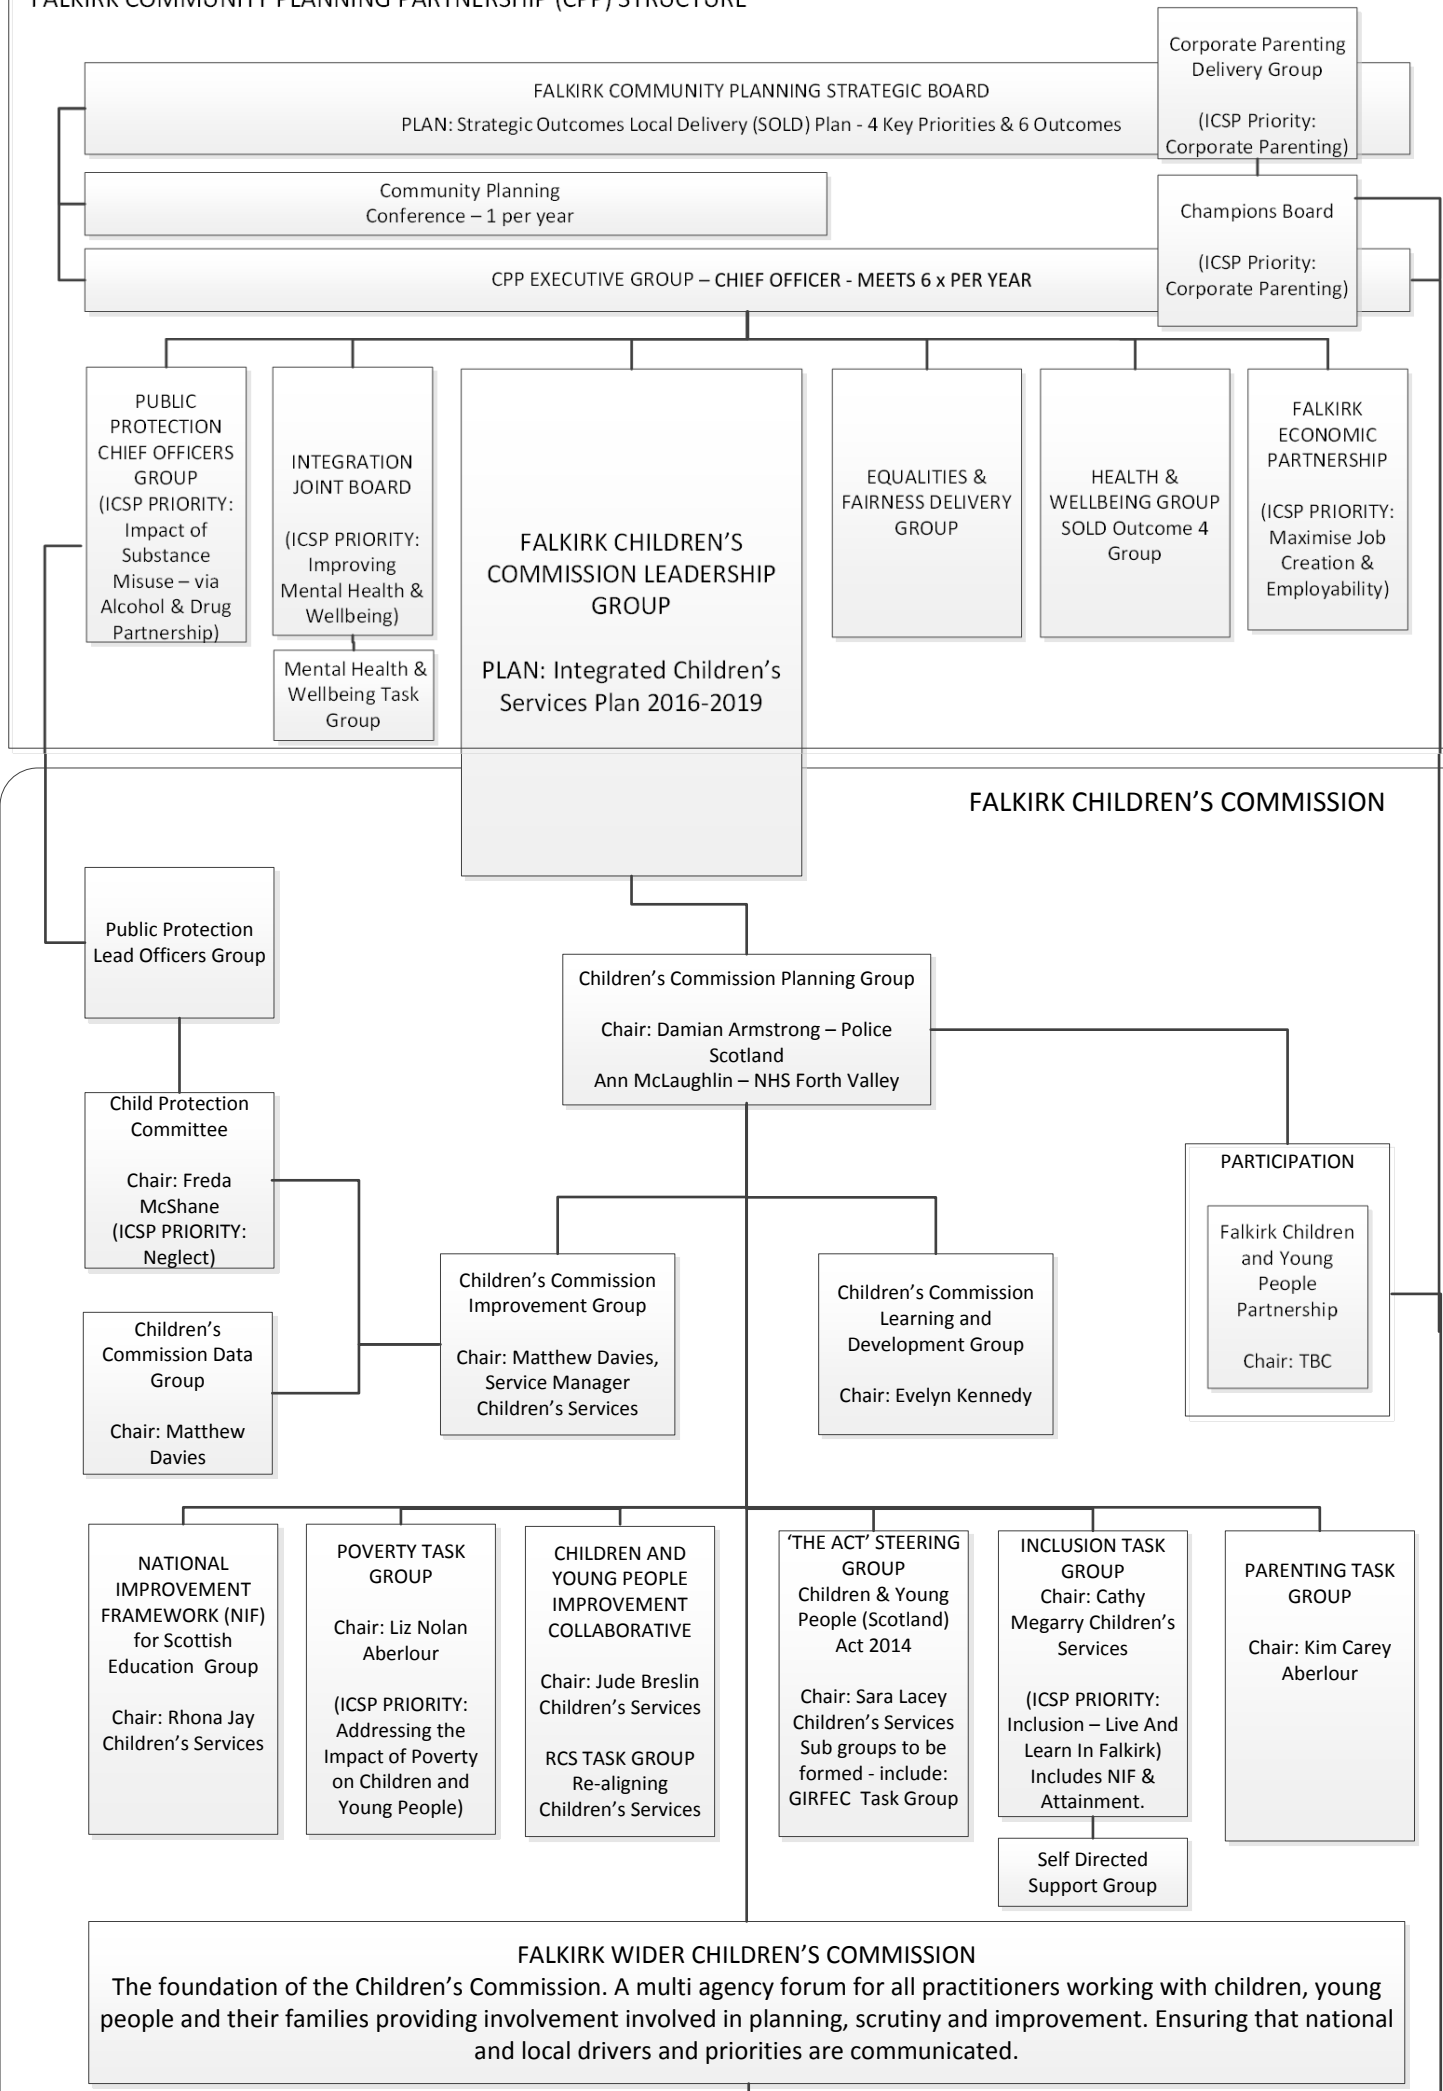 FALKIRK COMMUNITY PLANNING PARTNERSHIP (CPP) STRUCTURE
Corporate Parenting
Delivery Group
(ICSP Priority:
Corporate Parenting)
FALKIRK COMMUNITY PLANNING STRATEGIC BOARD
PLAN: Strategic Outcomes Local Delivery (SOLD) Plan - 4 Key Priorities & 6 Outcomes
Community Planning
Conference – 1 per year
Champions Board
(ICSP Priority:
Corporate Parenting)
CPP EXECUTIVE GROUP – CHIEF OFFICER - MEETS 6 x PER YEAR
PUBLIC
PROTECTION
CHIEF OFFICERS
GROUP
(ICSP PRIORITY:
Impact of
Substance
Misuse – via
Alcohol & Drug
Partnership)
INTEGRATION
JOINT BOARD
(ICSP PRIORITY:
Improving
Mental Health &
Wellbeing)
Mental Health &
Wellbeing Task
Group
FALKIRK CHILDREN’S
COMMISSION LEADERSHIP
GROUP
PLAN: Integrated Children’s
Services Plan 2016-2019
EQUALITIES &
FAIRNESS DELIVERY
GROUP
HEALTH &
WELLBEING GROUP
SOLD Outcome 4
Group
FALKIRK
ECONOMIC
PARTNERSHIP
(ICSP PRIORITY:
Maximise Job
Creation &
Employability)
FALKIRK CHILDREN’S COMMISSION
Public Protection
Lead Officers Group
Children’s Commission Planning Group
Chair: Damian Armstrong – Police
Scotland
Ann McLaughlin – NHS Forth Valley
Child Protection
Committee
Chair: Freda
McShane
(ICSP PRIORITY:
Neglect)
PARTICIPATION
Falkirk Children
and Young
People
Partnership
Chair: TBC
Children’s Commission
Improvement Group
Chair: Matthew Davies,
Service Manager
Children’s Services
Children’s Commission
Learning and
Development Group
Chair: Evelyn Kennedy
Children’s
Commission Data
Group
Chair: Matthew
Davies
NATIONAL
IMPROVEMENT
FRAMEWORK (NIF)
for Scottish
Education Group
Chair: Rhona Jay
Children’s Services
POVERTY TASK
GROUP
Chair: Liz Nolan
Aberlour
(ICSP PRIORITY:
Addressing the
Impact of Poverty
on Children and
Young People)
CHILDREN AND
YOUNG PEOPLE
IMPROVEMENT
COLLABORATIVE
Chair: Jude Breslin
Children’s Services
RCS TASK GROUP
Re-aligning
Children’s Services
‘THE ACT’ STEERING
GROUP
Children & Young
People (Scotland)
Act 2014
Chair: Sara Lacey
Children’s Services
Sub groups to be
formed - include:
GIRFEC Task Group
INCLUSION TASK
GROUP
Chair: Cathy
Megarry Children’s
Services
(ICSP PRIORITY:
Inclusion – Live And
Learn In Falkirk)
Includes NIF &
Attainment.
Self Directed
Support Group
PARENTING TASK
GROUP
Chair: Kim Carey
Aberlour
FALKIRK WIDER CHILDREN’S COMMISSION
The foundation of the Children’s Commission. A multi agency forum for all practitioners working with children, young
people and their families providing involvement involved in planning, scrutiny and improvement. Ensuring that national
and local drivers and priorities are communicated.